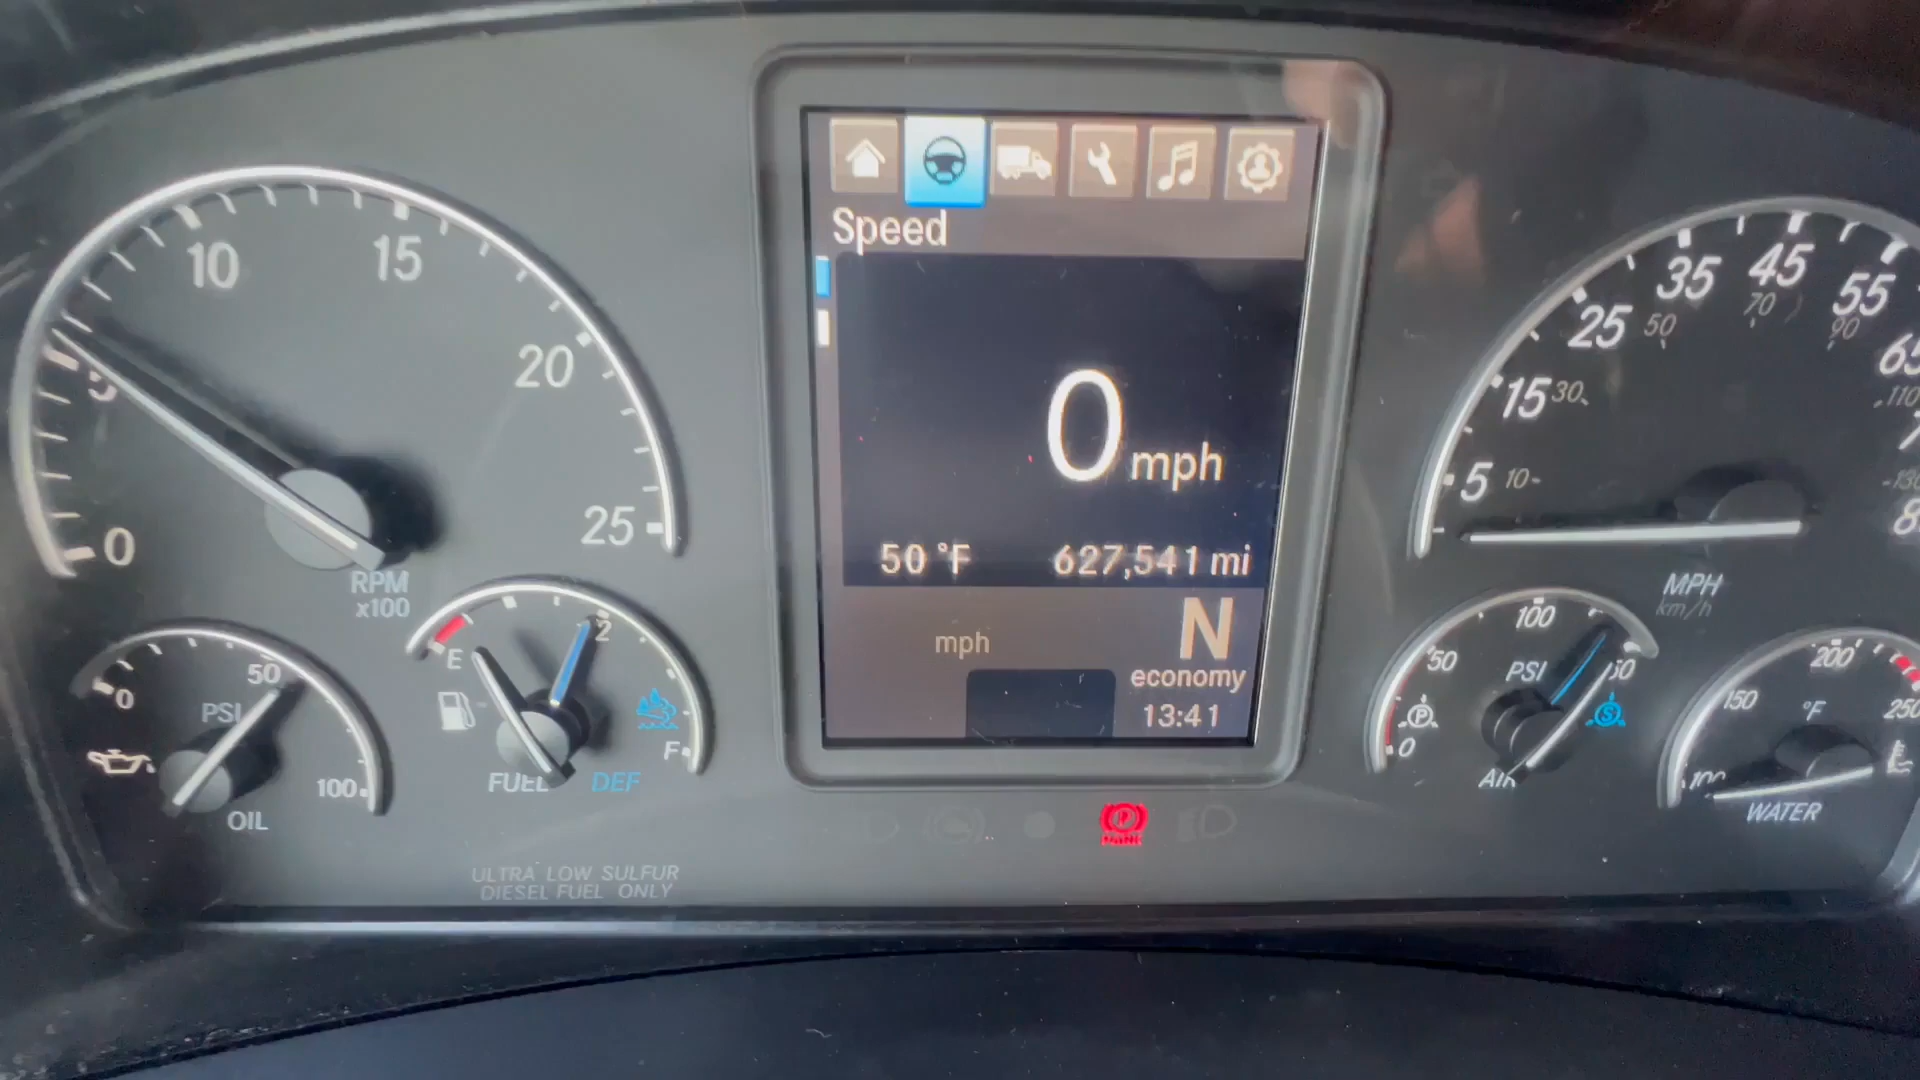 Speed
0 mph
50 °F 627,541 mi
mph
N
economy
13:41
0
5
10
15
20
25
RPM
x100
0
50
100
PSI
OIL
E
F
FUEL DEF
ULTRA LOW SULFUR
DIESEL FUEL ONLY
5
15
25
35
45
55
10
30
50
70
90
MPH
km/h
0
50
100
PSI
AIR
100
150
200
250
°F
WATER